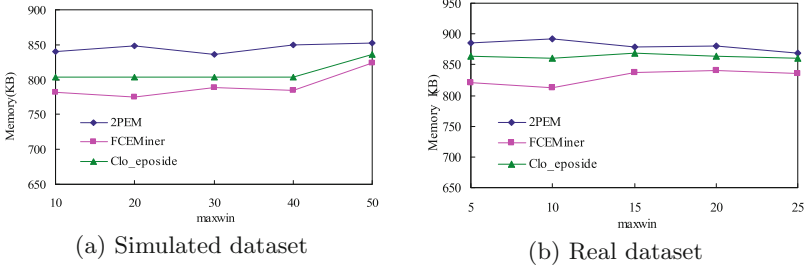 900
850
800
750
700
650
Memory(KB)
2PEM
FCEMiner
Clo_eposide
10 20 30 40 50
maxwin
(a) Simulated dataset
950
900
850
800
750
700
650
Memory KB)
2PEM
FCEMiner
Clo_eposide
5 10 15 20 25
maxwin
(b) Real dataset